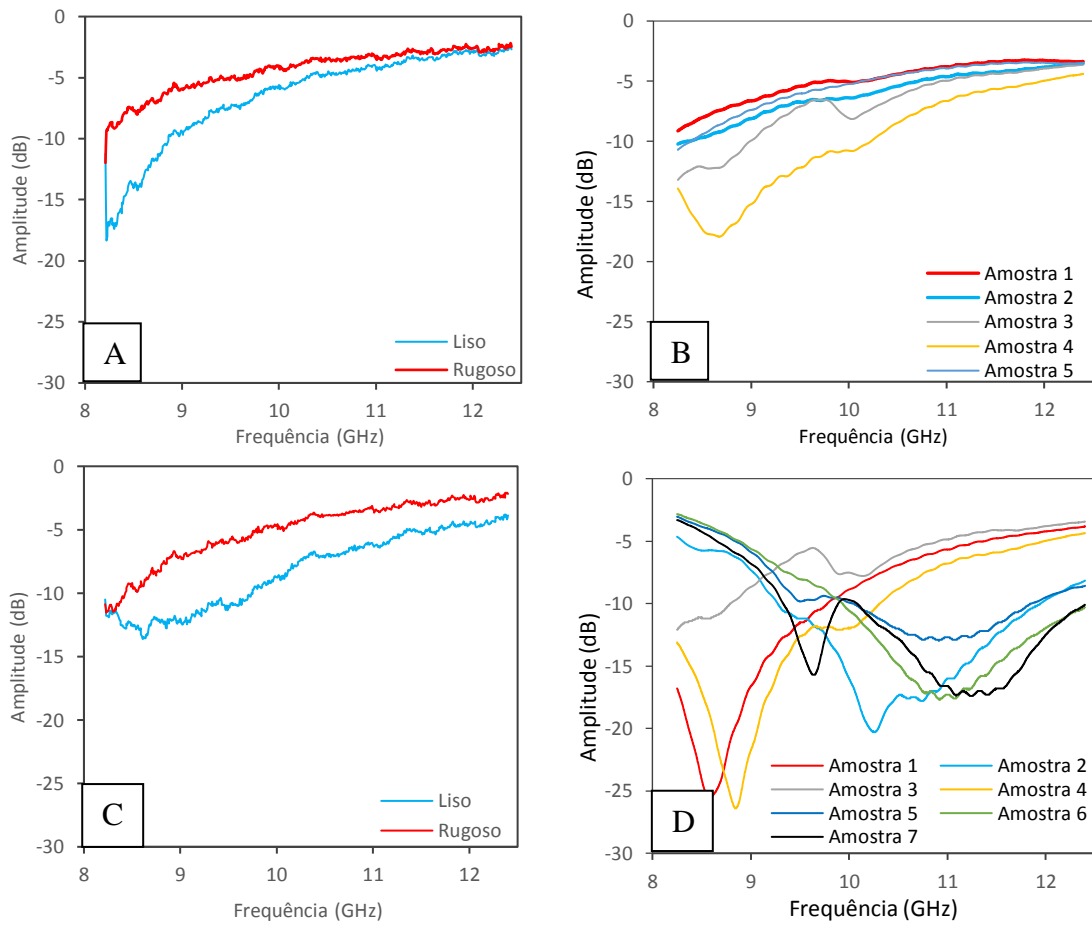 0
-5
-10
-15
-20
-25
-30
Amplitude (dB)
A
Liso
Rugoso
8 9 10 11 12
Frequência (GHz)
0
-5
-10
-15
-20
-25
-30
Amplitude (dB)
B
Amostra 1
Amostra 2
Amostra 3
Amostra 4
Amostra 5
8 9 10 11 12
Frequência (GHz)
0
-5
-10
-15
-20
-25
-30
Amplitude (dB)
C
Liso
Rugoso
8 9 10 11 12
Frequência (GHz)
0
-5
-10
-15
-20
-25
-30
Amplitude (dB)
D
Amostra 1 Amostra 2
Amostra 3 Amostra 4
Amostra 5 Amostra 6
Amostra 7
8 9 10 11 12
Frequência (GHz)